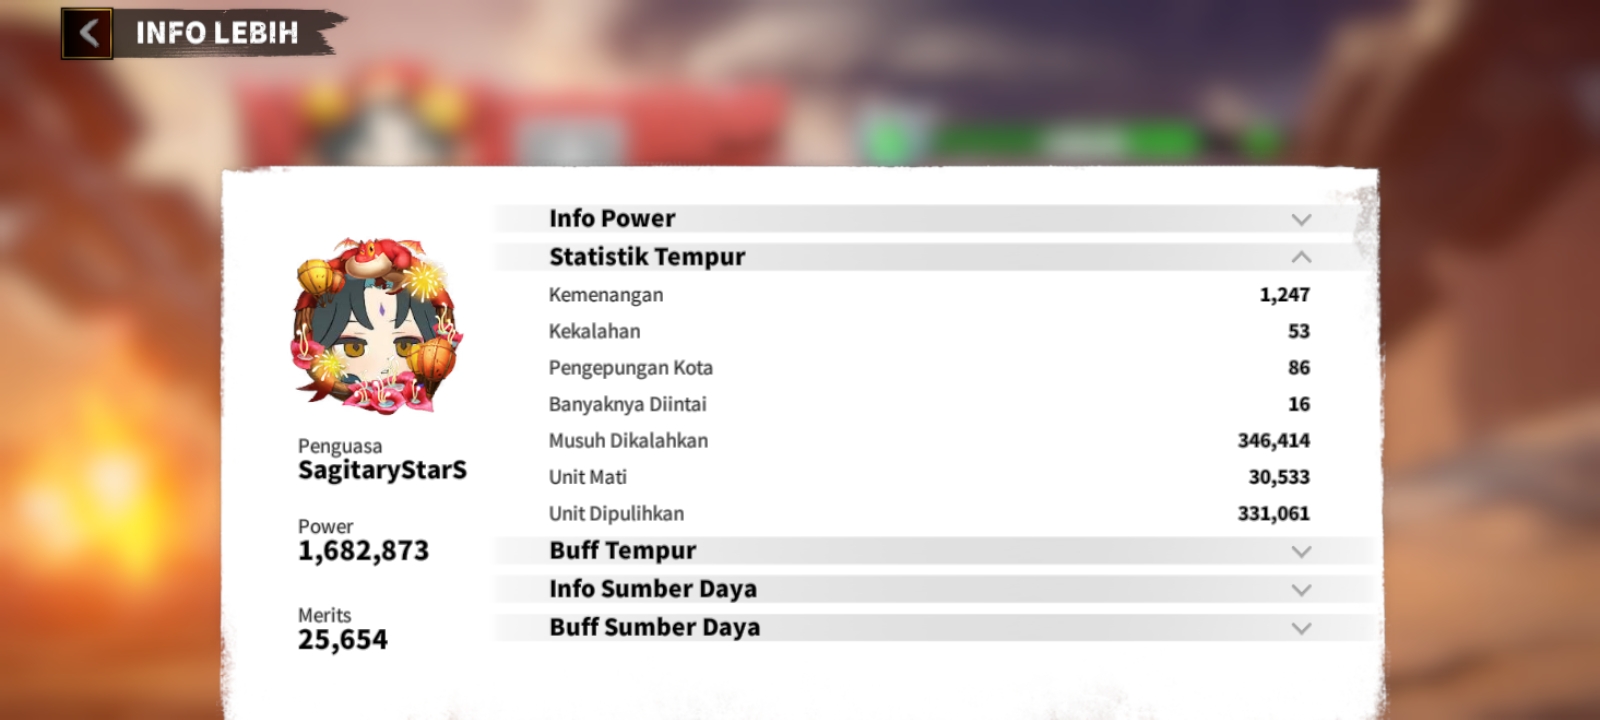 INFO LEBIH
Info Power
Statistik Tempur
Kemenangan 1,247
Kekalahan 53
Pengepungan Kota 86
Banyaknya Diintai 16
Musuh Dikalahkan 346,414
Unit Mati 30,533
Unit Dipulihkan 331,061
Buff Tempur
Info Sumber Daya
Buff Sumber Daya
Penguasa
SagitaryStarS
Power
1,682,873
Merits
25,654